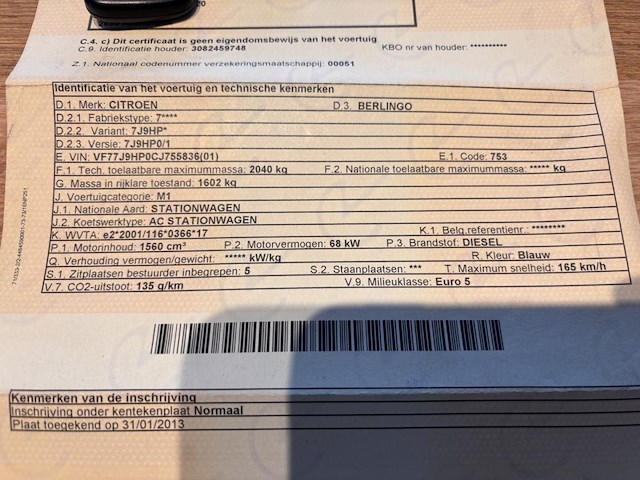 20
C.4. c) Dit certificaat is geen eigendomsbewijs van het voertuig
C.9. Identificatie houder: 3082459748 KBO nr van houder: **********
Z.1. Nationaal codenummer verzekeringsmaatschappij: 00051
Identificatie van het voertuig en technische kenmerken
D.1. Merk: CITROEN D.3. BERLINGO
D.2.1. Fabriekstype: 7****
D.2.2. Variant: 7J9HP*
D.2.3. Versie: 7J9HP0/1
E. VIN: VF77J9HP0CJ755836(01) E.1. Code: 753
F.1. Tech. toelaatbare maximummassa: 2040 kg F.2. Nationale toelaatbare maximummassa: ***** kg
G. Massa in rijklare toestand: 1602 kg
J. Voertuigcategorie: M1
J.1. Nationale Aard: STATIONWAGEN
J.2. Koetswerktype: AC STATIONWAGEN
K. WVTA: e2*2001/116*0366*17 K.1. Belg.referentienr.: ********
P.1. Motorinhoud: 1560 cm³ P.2. Motorvermogen: 68 kW P.3. Brandstof: DIESEL
Q. Verhouding vermogen/gewicht: ***** kW/kg R. Kleur: Blauw
S.1. Zitplaatsen bestuurder inbegrepen: 5 S.2. Staanplaatsen: *** T. Maximum snelheid: 165 km/h
V.7. CO2-uitstoot: 135 g/km V.9. Milieuklasse: Euro 5
Kenmerken van de inschrijving
Inschrijving onder kentekenplaat Normaal
Plaat toegekend op 31/01/2013